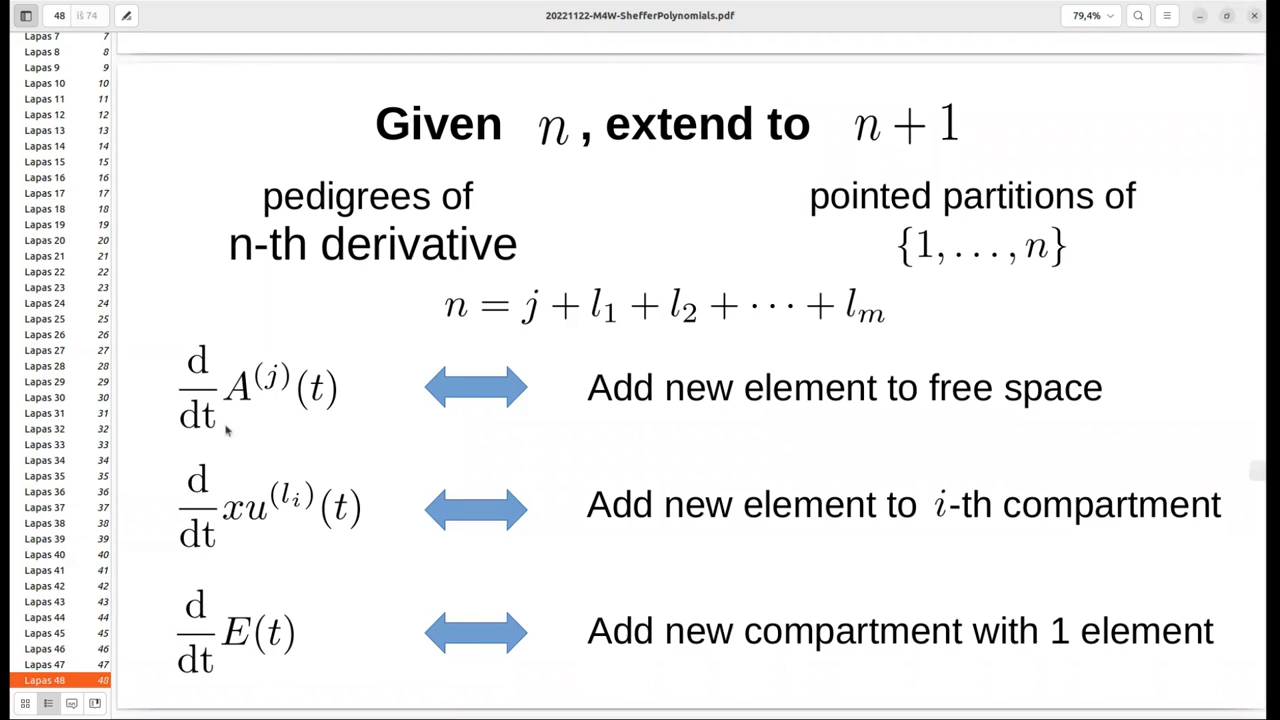 48 iš 74
20221122-M4W-ShefferPolynomials.pdf
79,4%
Lapas 7 7
Lapas 8 8
Lapas 9 9
Lapas 10 10
Lapas 11 11
Lapas 12 12
Lapas 13 13
Lapas 14 14
Lapas 15 15
Lapas 16 16
Lapas 17 17
Lapas 18 18
Lapas 19 19
Lapas 20 20
Lapas 21 21
Lapas 22 22
Lapas 23 23
Lapas 24 24
Lapas 25 25
Lapas 26 26
Lapas 27 27
Lapas 28 28
Lapas 29 29
Lapas 30 30
Lapas 31 31
Lapas 32 32
Lapas 33 33
Lapas 34 34
Lapas 35 35
Lapas 36 36
Lapas 37 37
Lapas 38 38
Lapas 39 39
Lapas 40 40
Lapas 41 41
Lapas 42 42
Lapas 43 43
Lapas 44 44
Lapas 45 45
Lapas 46 46
Lapas 47 47
Lapas 48 48
Given n , extend to n + 1
pedigrees of
n-th derivative
pointed partitions of
{1, . . . , n}
n = j + l₁ + l₂ + · · · + lₘ
d/dt A^(j)(t) Add new element to free space
d/dt xu^(l_i)(t) Add new element to i-th compartment
d/dt E(t) Add new compartment with 1 element